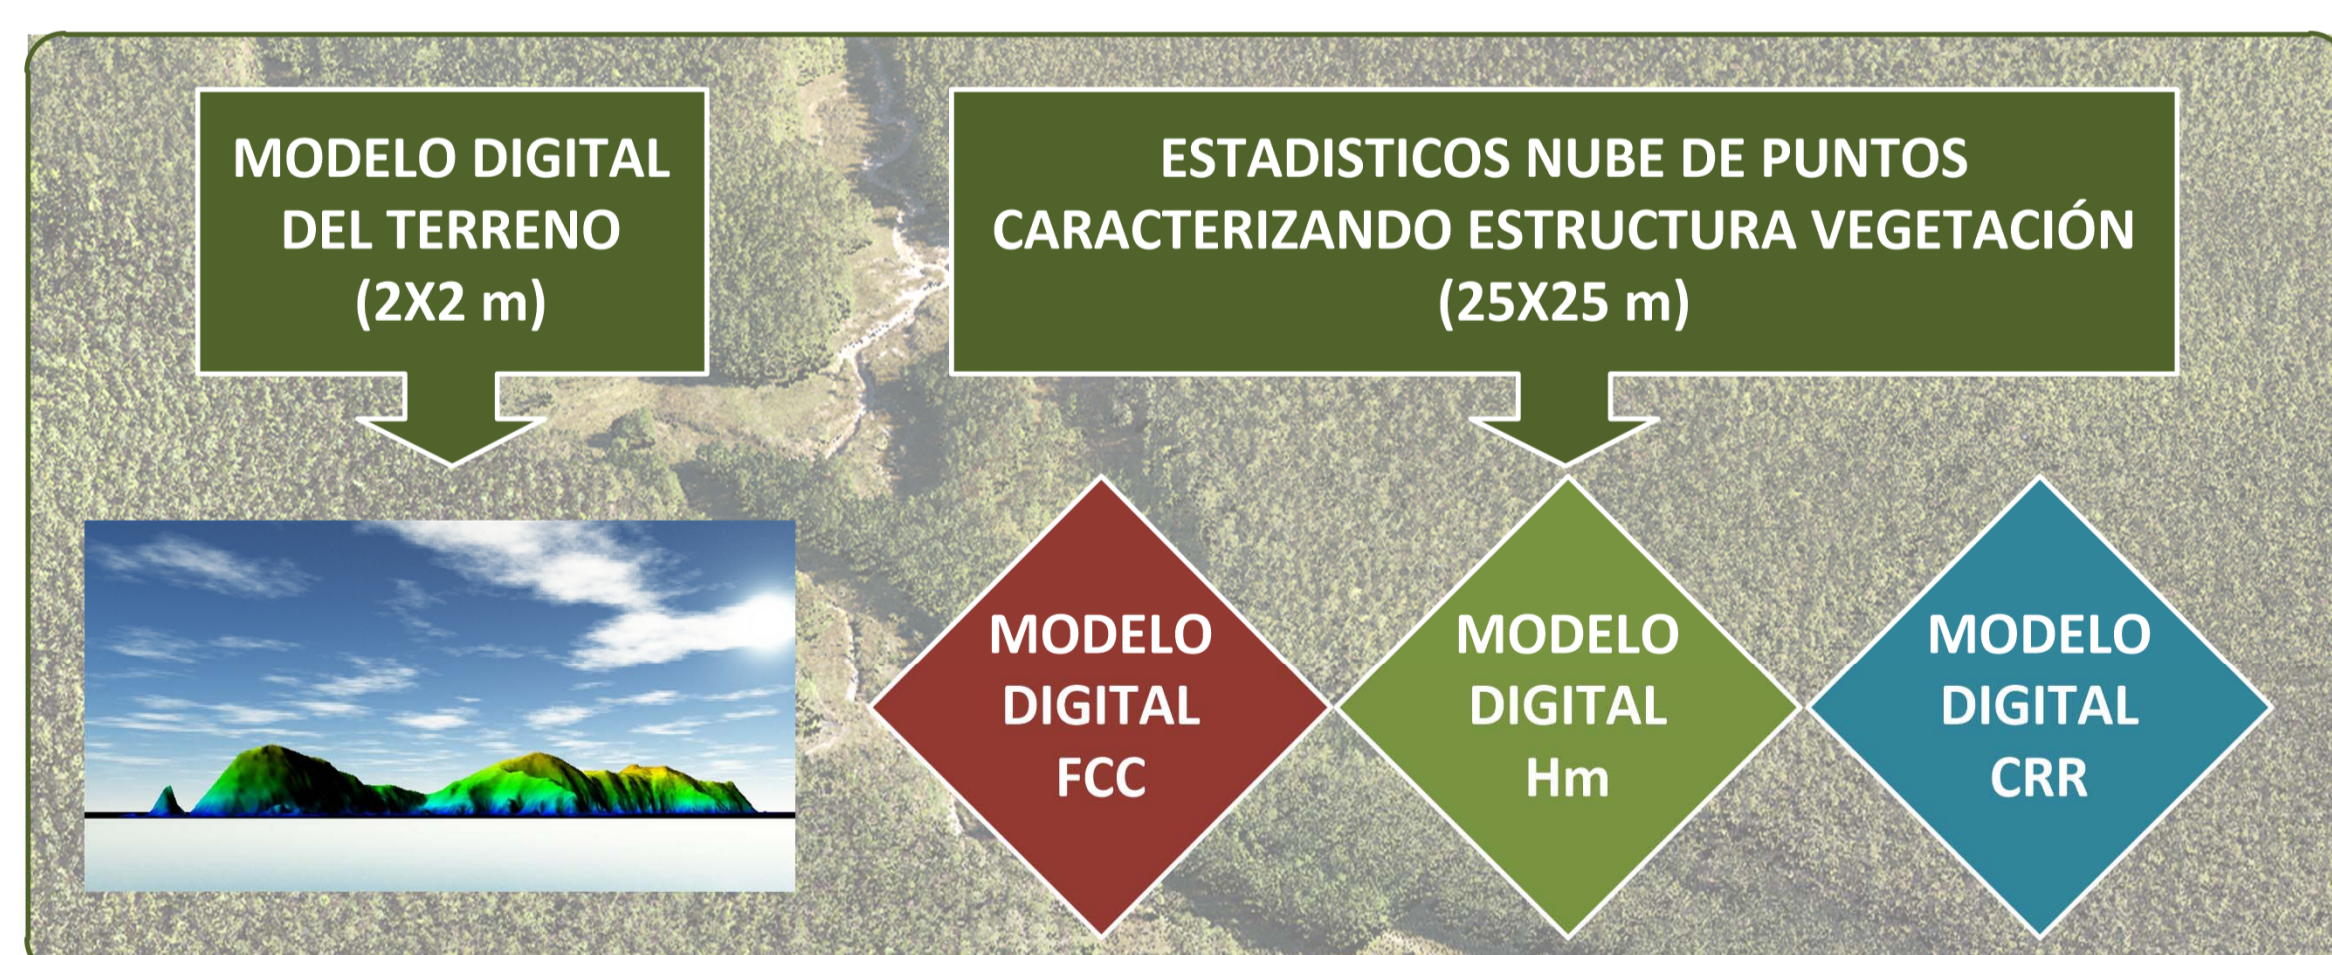 MODELO DIGITAL
DEL TERRENO
(2X2 m)
ESTADISTICOS NUBE DE PUNTOS
CARACTERIZANDO ESTRUCTURA VEGETACIÓN
(25X25 m)
MODELO
DIGITAL
FCC
MODELO
DIGITAL
Hm
MODELO
DIGITAL
CRR